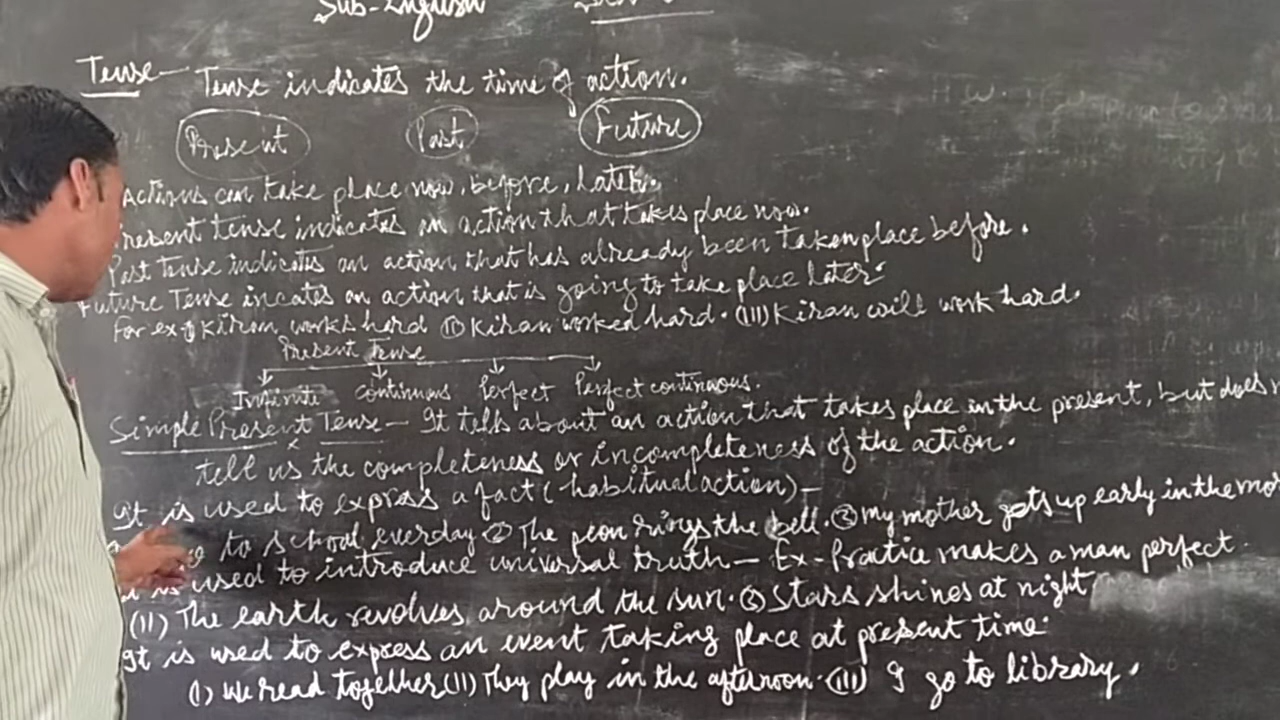 Sub-English
Tense- Tense indicates the time of action.
Present Past Future
Actions can take place now, before, later.
Present tense indicates an action that takes place now.
Past Tense indicates an action that has already been taken place before.
Future Tense incates an action that is going to take place later.
For ex- (i) Kiran works hard (ii) Kiran worked hard. (III) Kiran will work hard.
Present Tense
Infinite continuous Perfect Perfect continuous.
Simple Present Tense - It tells about an action that takes place in the present, but does
tell us the completeness or incompleteness of the action.
It is used to express a fact (habitual action)-
to school everyday (2) The peon rings the bell. (3) My mother gets up early in the mor
is used to introduce universal truth - Ex- Practice makes a man perfect.
(II) The earth revolves around the sun. (3) Stars shines at night
It is used to express an event taking place at present time.
(I) We read together (II) They play in the afternoon. (III) I go to library.
H.W.